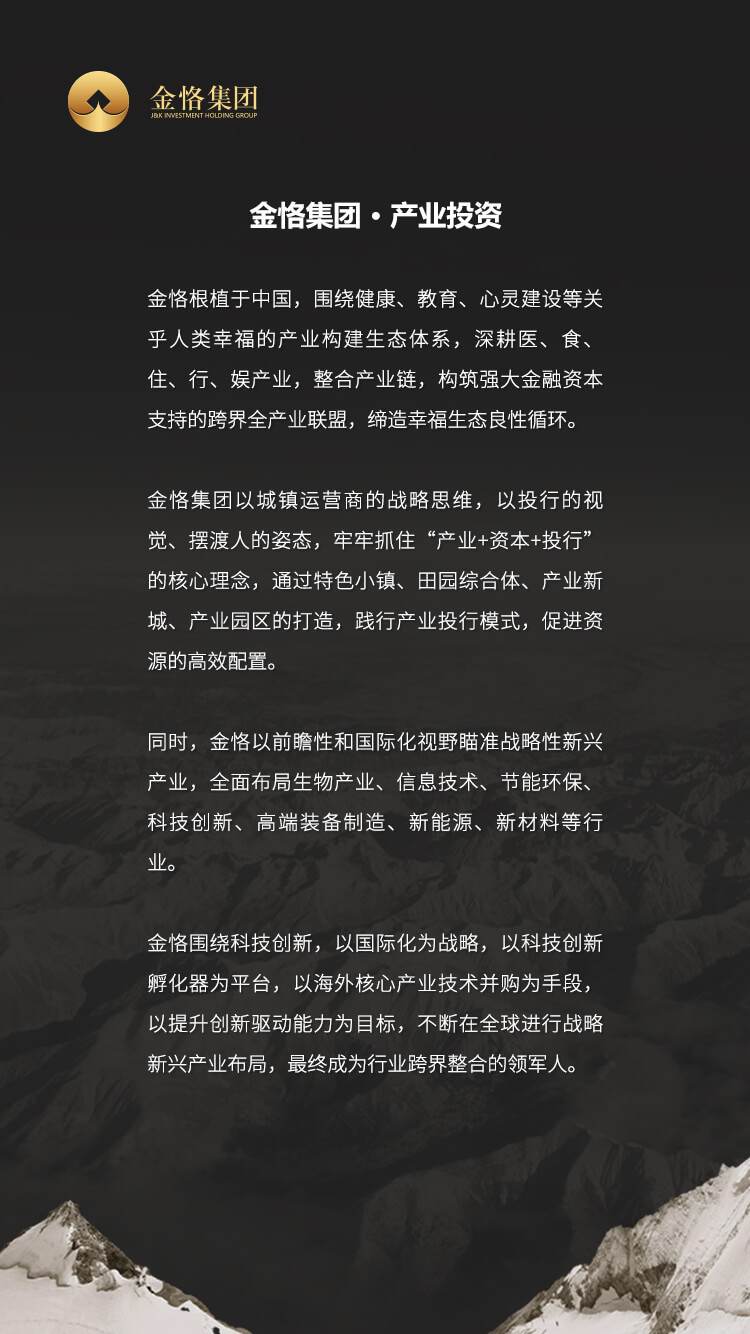 金恪集团
J&K INVESTMENT HOLDING GROUP
金恪集团·产业投资
金恪根植于中国，围绕健康、教育、心灵建设等关
乎人类幸福的产业构建生态体系，深耕医、食、
住、行、娱产业，整合产业链，构筑强大金融资本
支持的跨界全产业联盟，缔造幸福生态良性循环。
金恪集团以城镇运营商的战略思维，以投行的视
觉、摆渡人的姿态，牢牢抓住“产业+资本+投行”
的核心理念，通过特色小镇、田园综合体、产业新
城、产业园区的打造，践行产业投行模式，促进资
源的高效配置。
同时，金恪以前瞻性和国际化视野瞄准战略性新兴
产业，全面布局生物产业、信息技术、节能环保、
科技创新、高端装备制造、新能源、新材料等行
业。
金恪围绕科技创新，以国际化为战略，以科技创新
孵化器为平台，以海外核心产业技术并购为手段，
以提升创新驱动能力为目标，不断在全球进行战略
新兴产业布局，最终成为行业跨界整合的领军人。